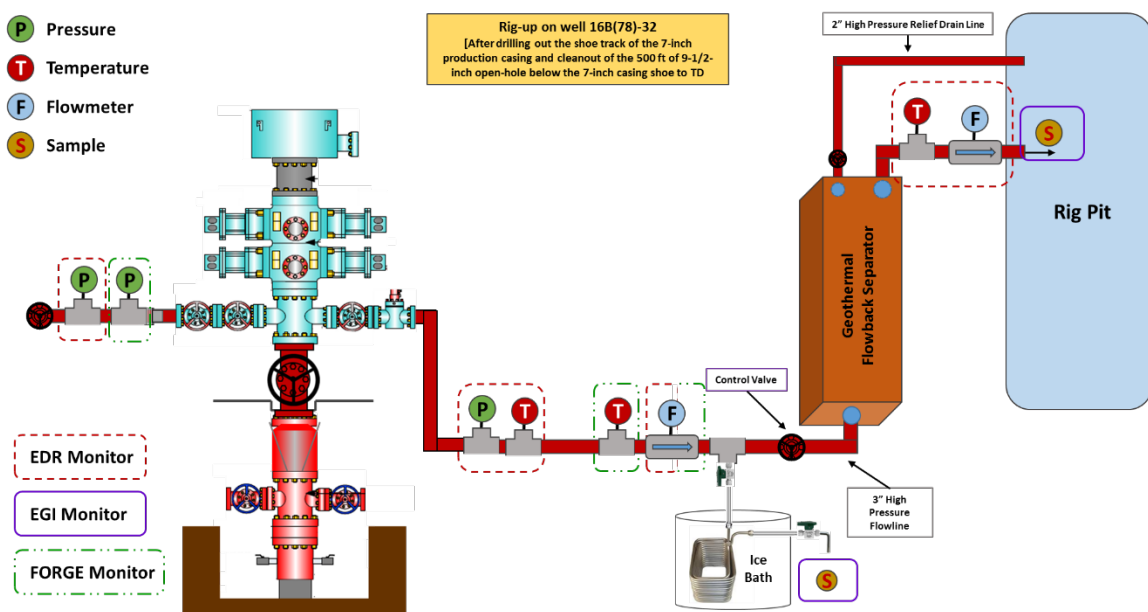 P Pressure
T Temperature
F Flowmeter
S Sample
Rig-up on well 16B(78)-32
[After drilling out the shoe track of the 7-inch
production casing and cleanout of the 500 ft of 9-1/2-
inch open-hole below the 7-inch casing shoe to TD
2” High Pressure Relief Drain Line
T
F
S
Rig Pit
Geothermal
Flowback Separator
P
P
Control Valve
P
T
T
F
3” High
Pressure
Flowline
Ice
Bath
S
EDR Monitor
EGI Monitor
FORGE Monitor